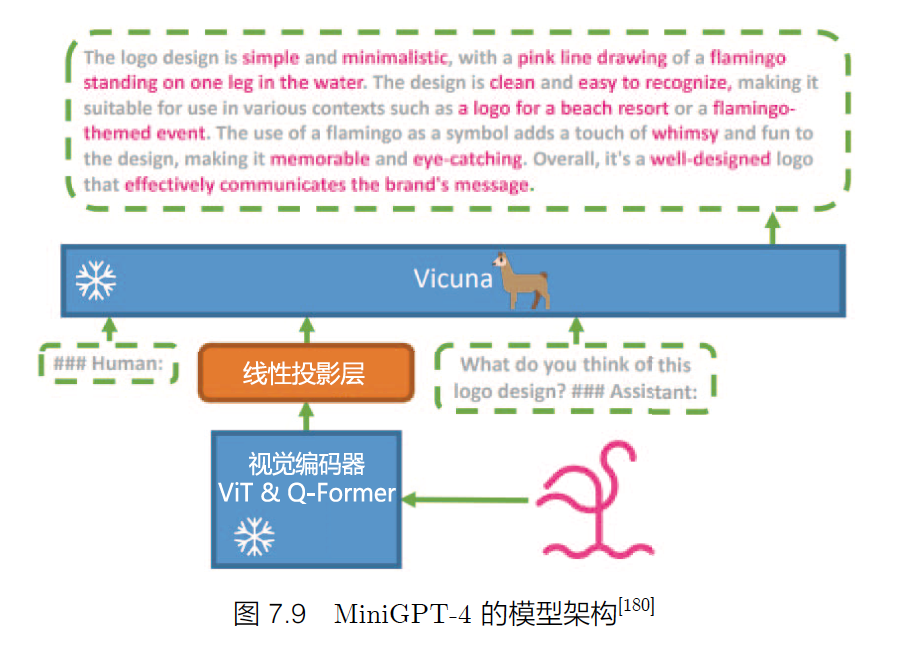 The logo design is simple and minimalistic, with a pink line drawing of a flamingo
standing on one leg in the water. The design is clean and easy to recognize, making it
suitable for use in various contexts such as a logo for a beach resort or a flamingo-
themed event. The use of a flamingo as a symbol adds a touch of whimsy and fun to
the design, making it memorable and eye-catching. Overall, it's a well-designed logo
that effectively communicates the brand's message.
Vicuna
### Human:
线性投影层
What do you think of this
logo design? ### Assistant:
视觉编码器
ViT & Q-Former
图 7.9 MiniGPT-4 的模型架构[180]